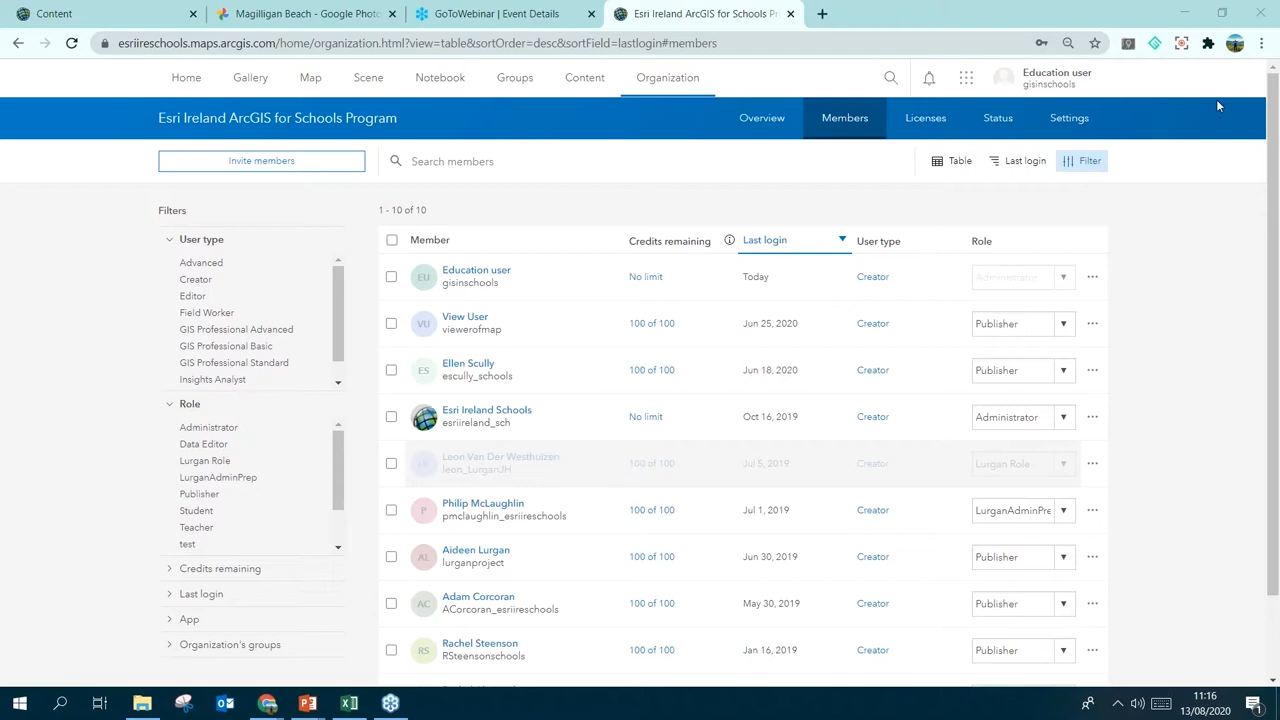 Content
Magilligan Beach - Google Photo
GoToWebinar | Event Details
Esri Ireland ArcGIS for Schools P
esriireschools.maps.arcgis.com/home/organization.html?view=table&sortOrder=desc&sortField=lastlogin#members
Home Gallery Map Scene Notebook Groups Content Organization
Education user
gisinschools
Esri Ireland ArcGIS for Schools Program
Overview Members Licenses Status Settings
Invite members
Search members
Table Last login Filter
Filters
User type
Advanced
Creator
Editor
Field Worker
GIS Professional Advanced
GIS Professional Basic
GIS Professional Standard
Insights Analyst
Role
Administrator
Data Editor
Lurgan Role
LurganAdminPrep
Publisher
Student
Teacher
test
Credits remaining
Last login
App
Organization's groups
1 - 10 of 10
Member Credits remaining Last login User type Role
EU Education user No limit Today Creator Administrator
gisinschools
VU View User 100 of 100 Jun 25, 2020 Creator Publisher
viewerofmap
ES Ellen Scully 100 of 100 Jun 18, 2020 Creator Publisher
escully_schools
Esri Ireland Schools No limit Oct 16, 2019 Creator Administrator
esriireland_sch
Leon Van Der Westhuizen 100 of 100 Jul 5, 2019 Creator Lurgan Role
leon_LurganJH
P Philip McLaughlin 100 of 100 Jul 1, 2019 Creator LurganAdminPre
pmclaughlin_esriireschools
AL Aideen Lurgan 100 of 100 Jun 30, 2019 Creator Publisher
lurganproject
AC Adam Corcoran 100 of 100 May 30, 2019 Creator Publisher
ACorcoran_esriireschools
RS Rachel Steenson 100 of 100 Jan 16, 2019 Creator Publisher
RSteensonschools
11:16
13/08/2020
1